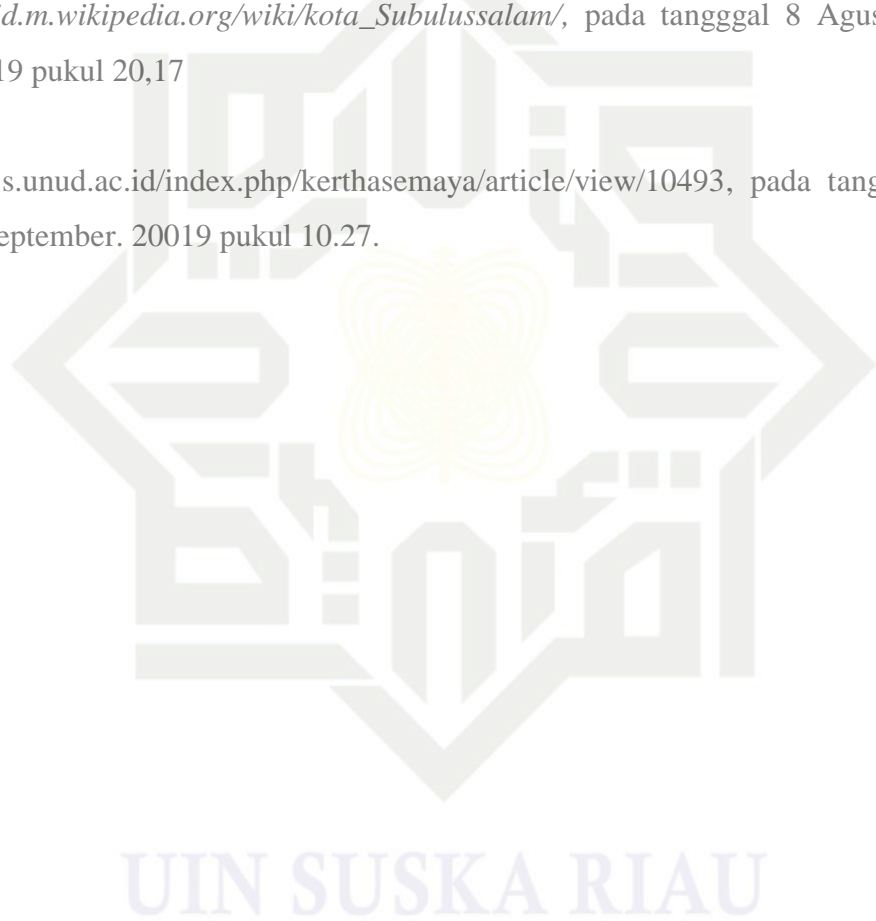 id.m.wikipedia.org/wiki/kota_Subulussalam/, pada tangggal 8 Agus
19 pukul 20,17
s.unud.ac.id/index.php/kerthasemaya/article/view/10493, pada tang
eptember. 20019 pukul 10.27.
UIN SUSKA RIAU